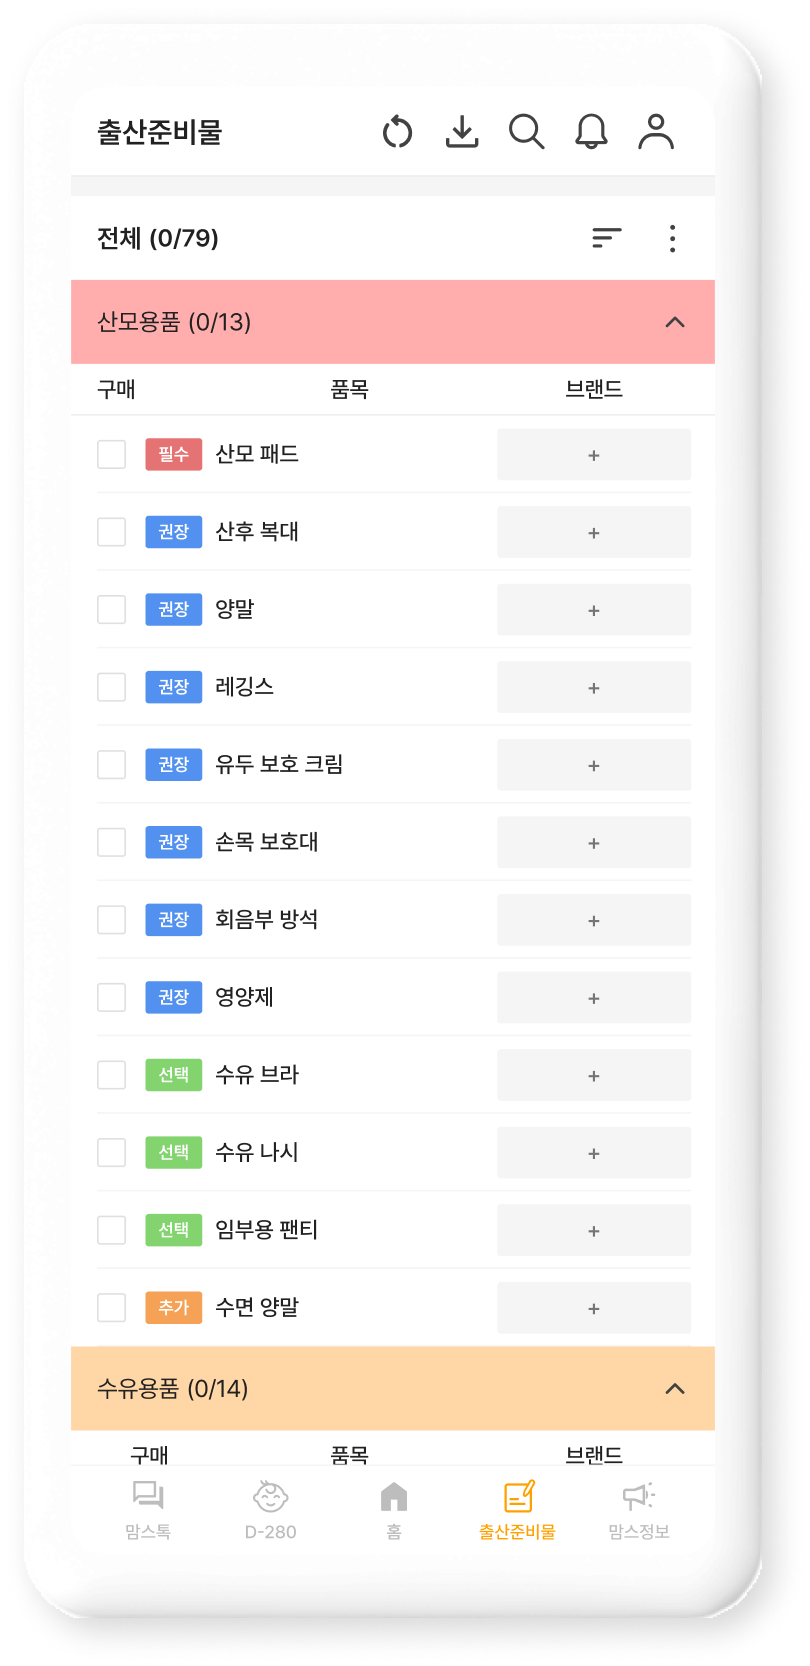 출산준비물
전체 (0/79)
산모용품 (0/13)
구매 품목 브랜드
필수 산모 패드 +
권장 산후 복대 +
권장 양말 +
권장 레깅스 +
권장 유두 보호 크림 +
권장 손목 보호대 +
권장 회음부 방석 +
권장 영양제 +
선택 수유 브라 +
선택 수유 나시 +
선택 임부용 팬티 +
추가 수면 양말 +
수유용품 (0/14)
구매 품목 브랜드
맘스톡 D-280 홈 출산준비물 맘스정보